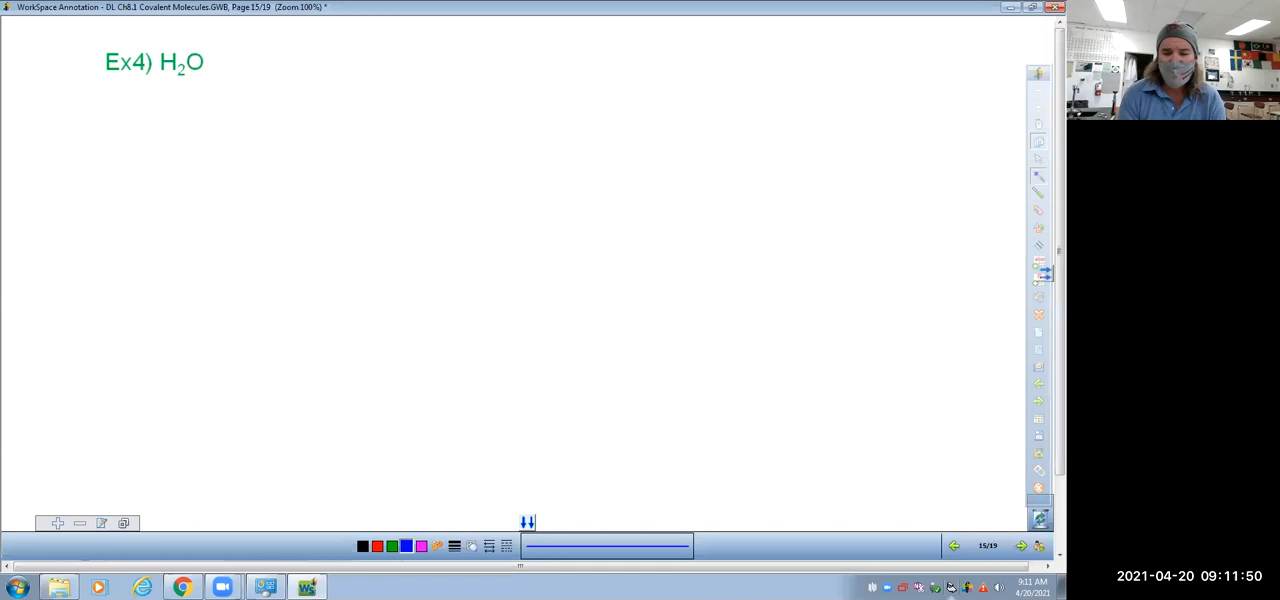 WorkSpace Annotation - DL Ch8.1 Covalent Molecules.GWB, Page 15/19 (Zoom 100%) *
Ex4) H₂O
15/19
9:11 AM
4/20/2021
2021-04-20 09:11:50